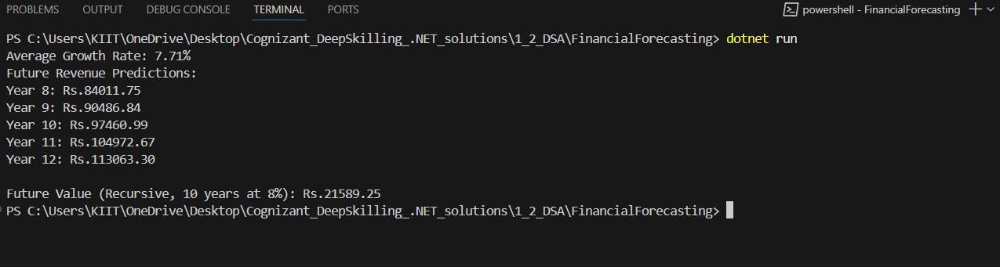 PROBLEMS OUTPUT DEBUG CONSOLE TERMINAL PORTS powershell - FinancialForecasting
PS C:\Users\KIIT\OneDrive\Desktop\Cognizant_DeepSkilling_.NET_solutions\1_2_DSA\FinancialForecasting> dotnet run
Average Growth Rate: 7.71%
Future Revenue Predictions:
Year 8: Rs.84011.75
Year 9: Rs.90486.84
Year 10: Rs.97460.99
Year 11: Rs.104972.67
Year 12: Rs.113063.30
Future Value (Recursive, 10 years at 8%): Rs.21589.25
PS C:\Users\KIIT\OneDrive\Desktop\Cognizant_DeepSkilling_.NET_solutions\1_2_DSA\FinancialForecasting>